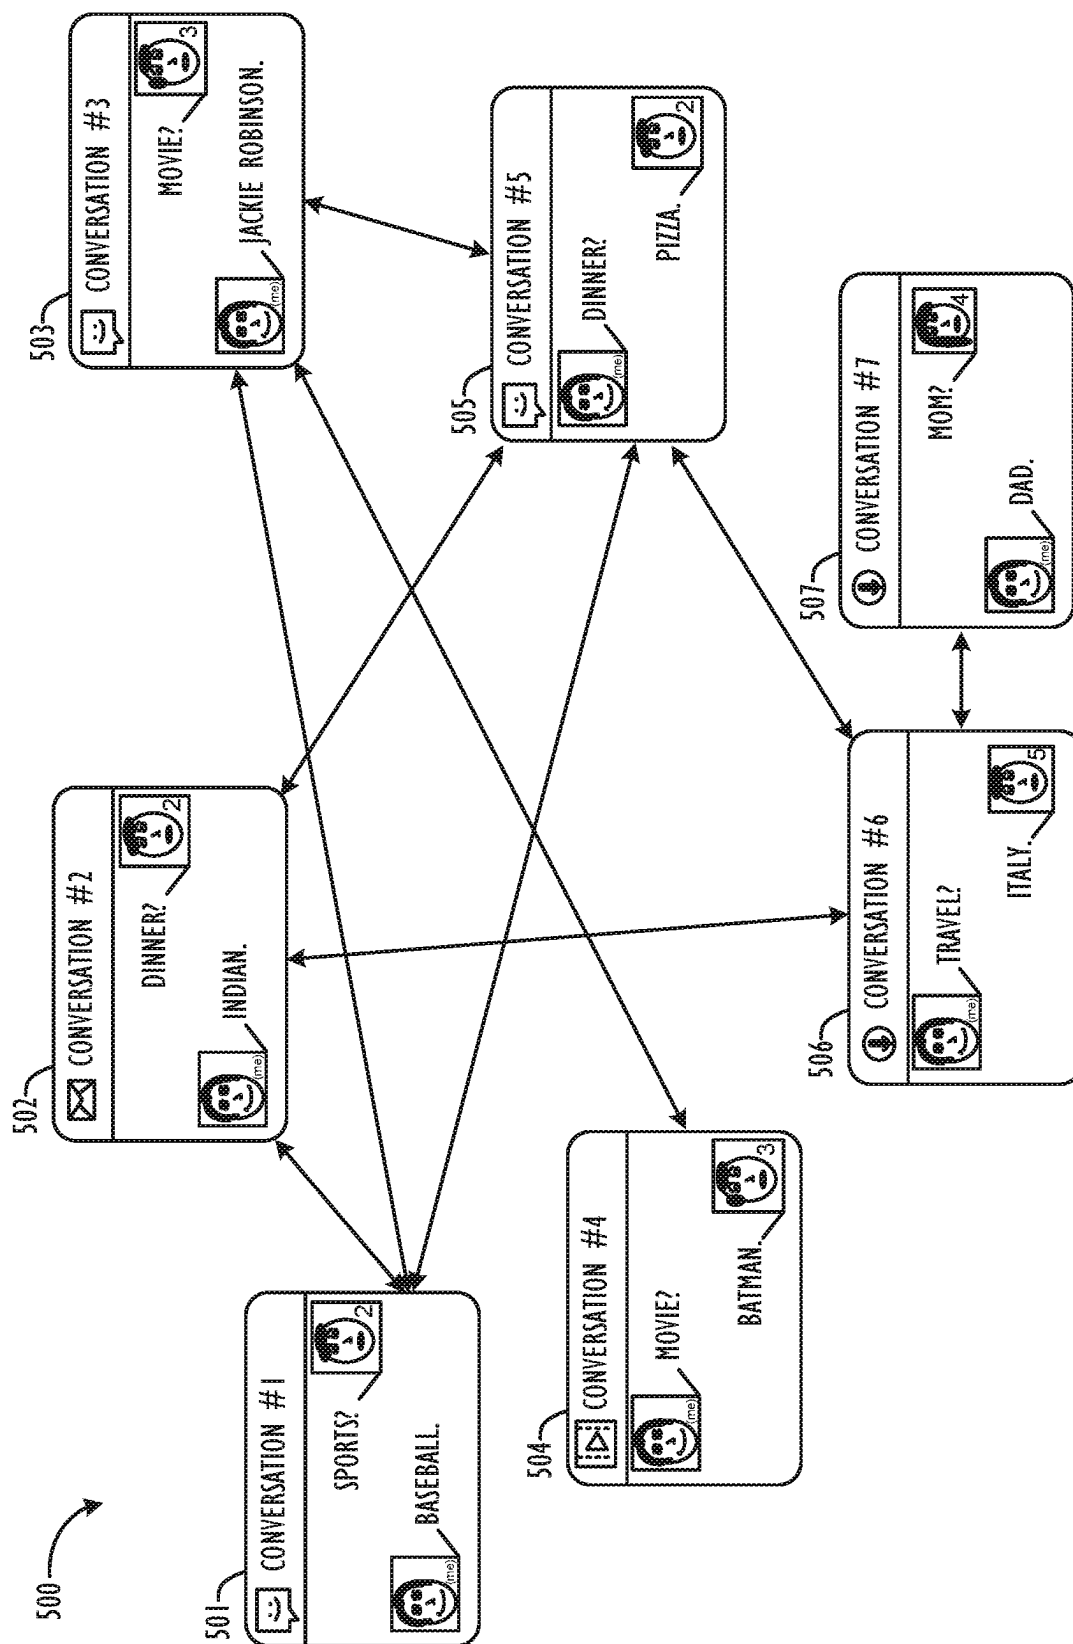 500
501
CONVERSATION #1
SPORTS?
2
BASEBALL.
(me)
502
CONVERSATION #2
DINNER?
2
INDIAN.
(me)
503
CONVERSATION #3
MOVIE?
3
JACKIE ROBINSON.
(me)
504
CONVERSATION #4
MOVIE?
(me)
BATMAN.
3
505
CONVERSATION #5
DINNER?
(me)
PIZZA.
2
506
CONVERSATION #6
TRAVEL?
(me)
ITALY.
5
507
CONVERSATION #7
MOM?
4
DAD.
(me)